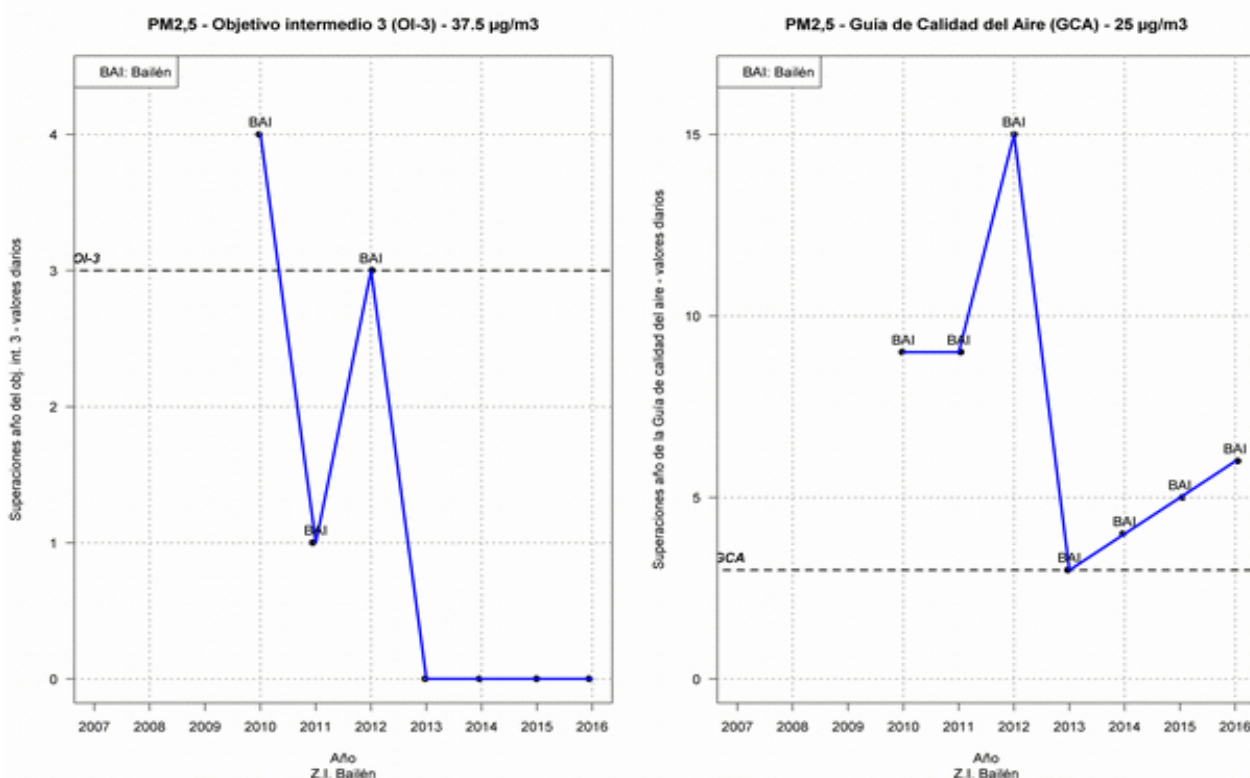 PM2,5 - Objetivo intermedio 3 (OI-3) - 37.5 µg/m3
BAI: Bailén
Superaciones año del obj. int. 3 - valores diarios
4
3
2
1
0
OI-3
BAI
BAI
BAI
2007 2008 2009 2010 2011 2012 2013 2014 2015 2016
Año
Z.I. Bailén
PM2,5 - Guia de Calidad del Aire (GCA) - 25 µg/m3
BAI: Bailén
Superaciones año de la Guia de calidad del aire - valores diarios
15
10
5
0
GCA
BAI
BAI
BAI
BAI
BAI
BAI
BAI
2007 2008 2009 2010 2011 2012 2013 2014 2015 2016
Año
Z.I. Bailén